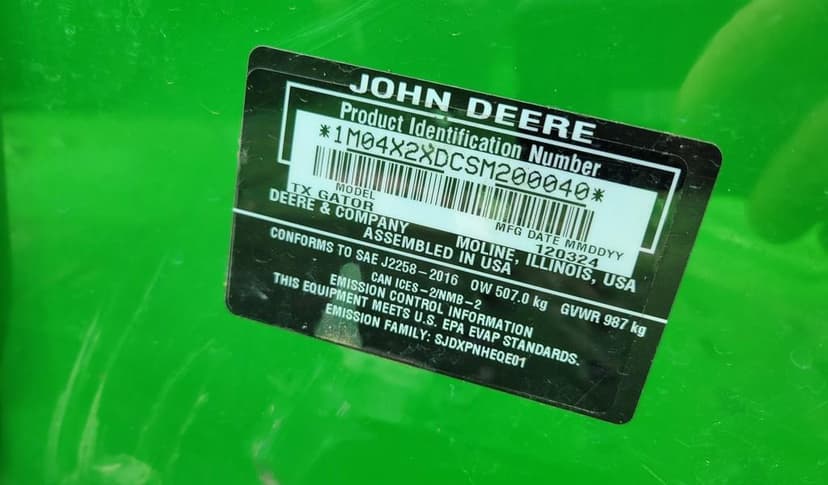 JOHN DEERE
Product Identification Number
*1M04X2XDCSM200040*
MODEL MFG DATE MMDDYY
TX GATOR 120324
DEERE & COMPANY MOLINE, ILLINOIS, USA
ASSEMBLED IN USA
CONFORMS TO SAE J2258-2016 OW 507.0 kg GVWR 987 kg
CAN ICES-2/NMB-2
EMISSION CONTROL INFORMATION
THIS EQUIPMENT MEETS U.S. EPA EVAP STANDARDS.
EMISSION FAMILY: SJDXPNHEQE01